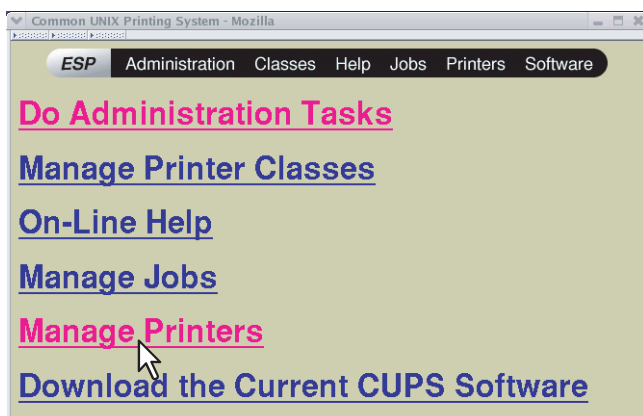 Common UNIX Printing System - Mozilla
ESP Administration Classes Help Jobs Printers Software
Do Administration Tasks
Manage Printer Classes
On-Line Help
Manage Jobs
Manage Printers
Download the Current CUPS Software